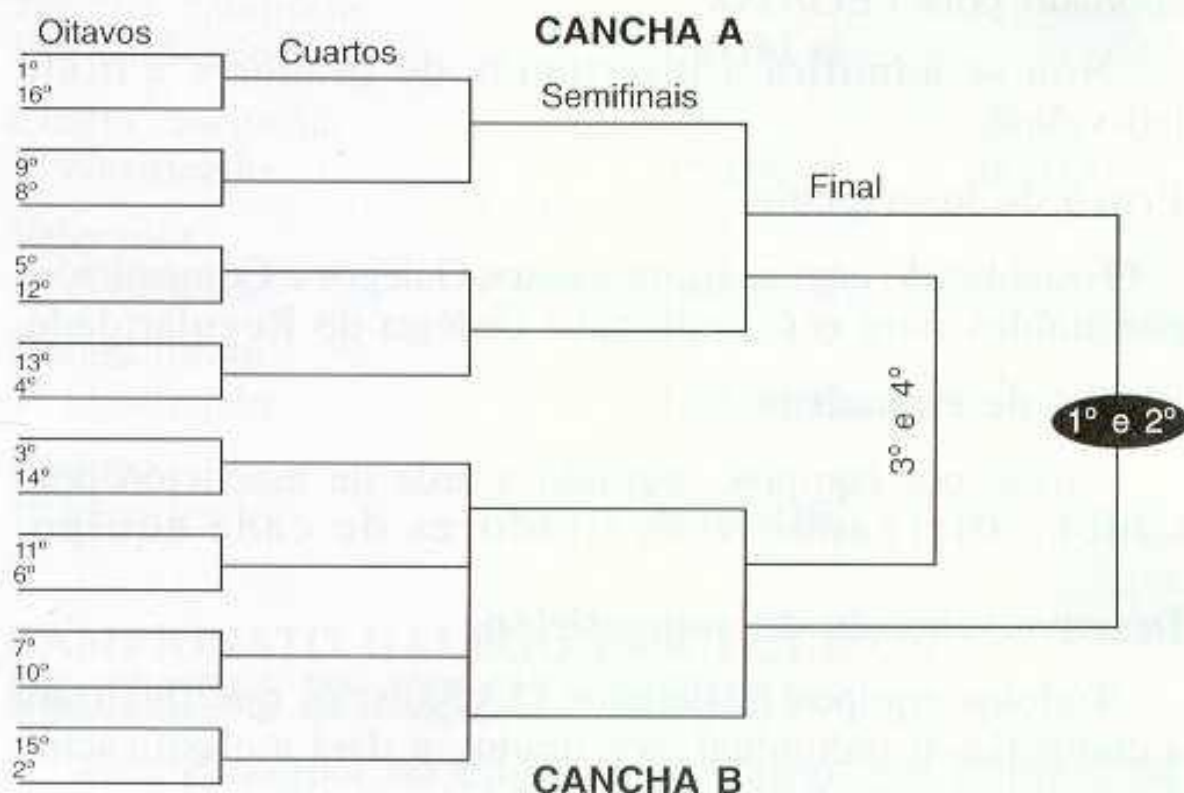 CANCHA A
Oitavos
Cuartos
Semifinais
Final
1º
16º
9º
8º
5º
12º
13º
4º
3º
14º
11º
6º
7º
10º
15º
2º
3º e 4º
1º e 2º
CANCHA B